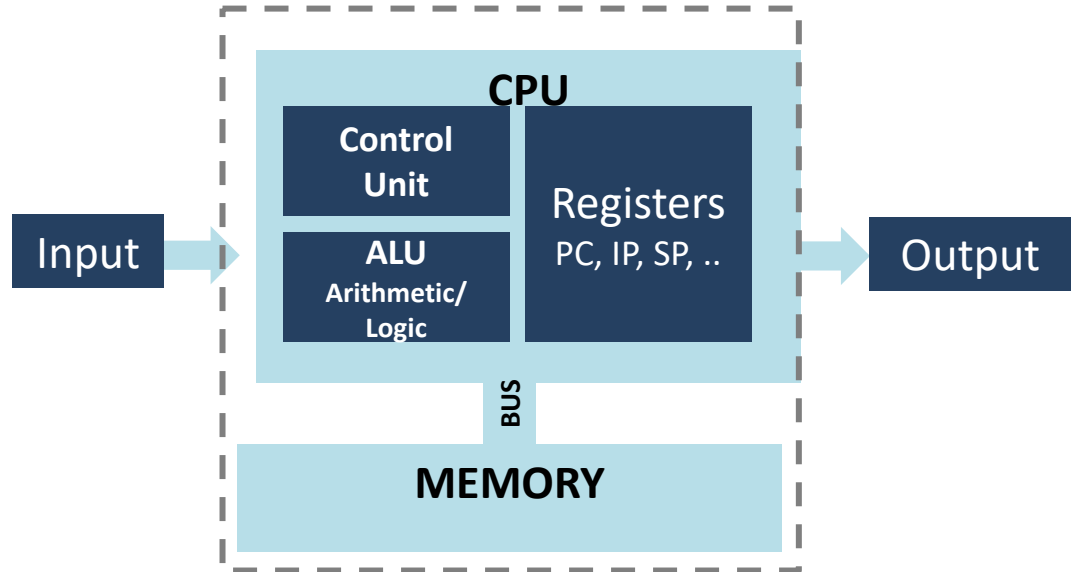 CPU
Control
Unit
Registers
PC, IP, SP, ..
ALU
Arithmetic/
Logic
Input
Output
BUS
MEMORY